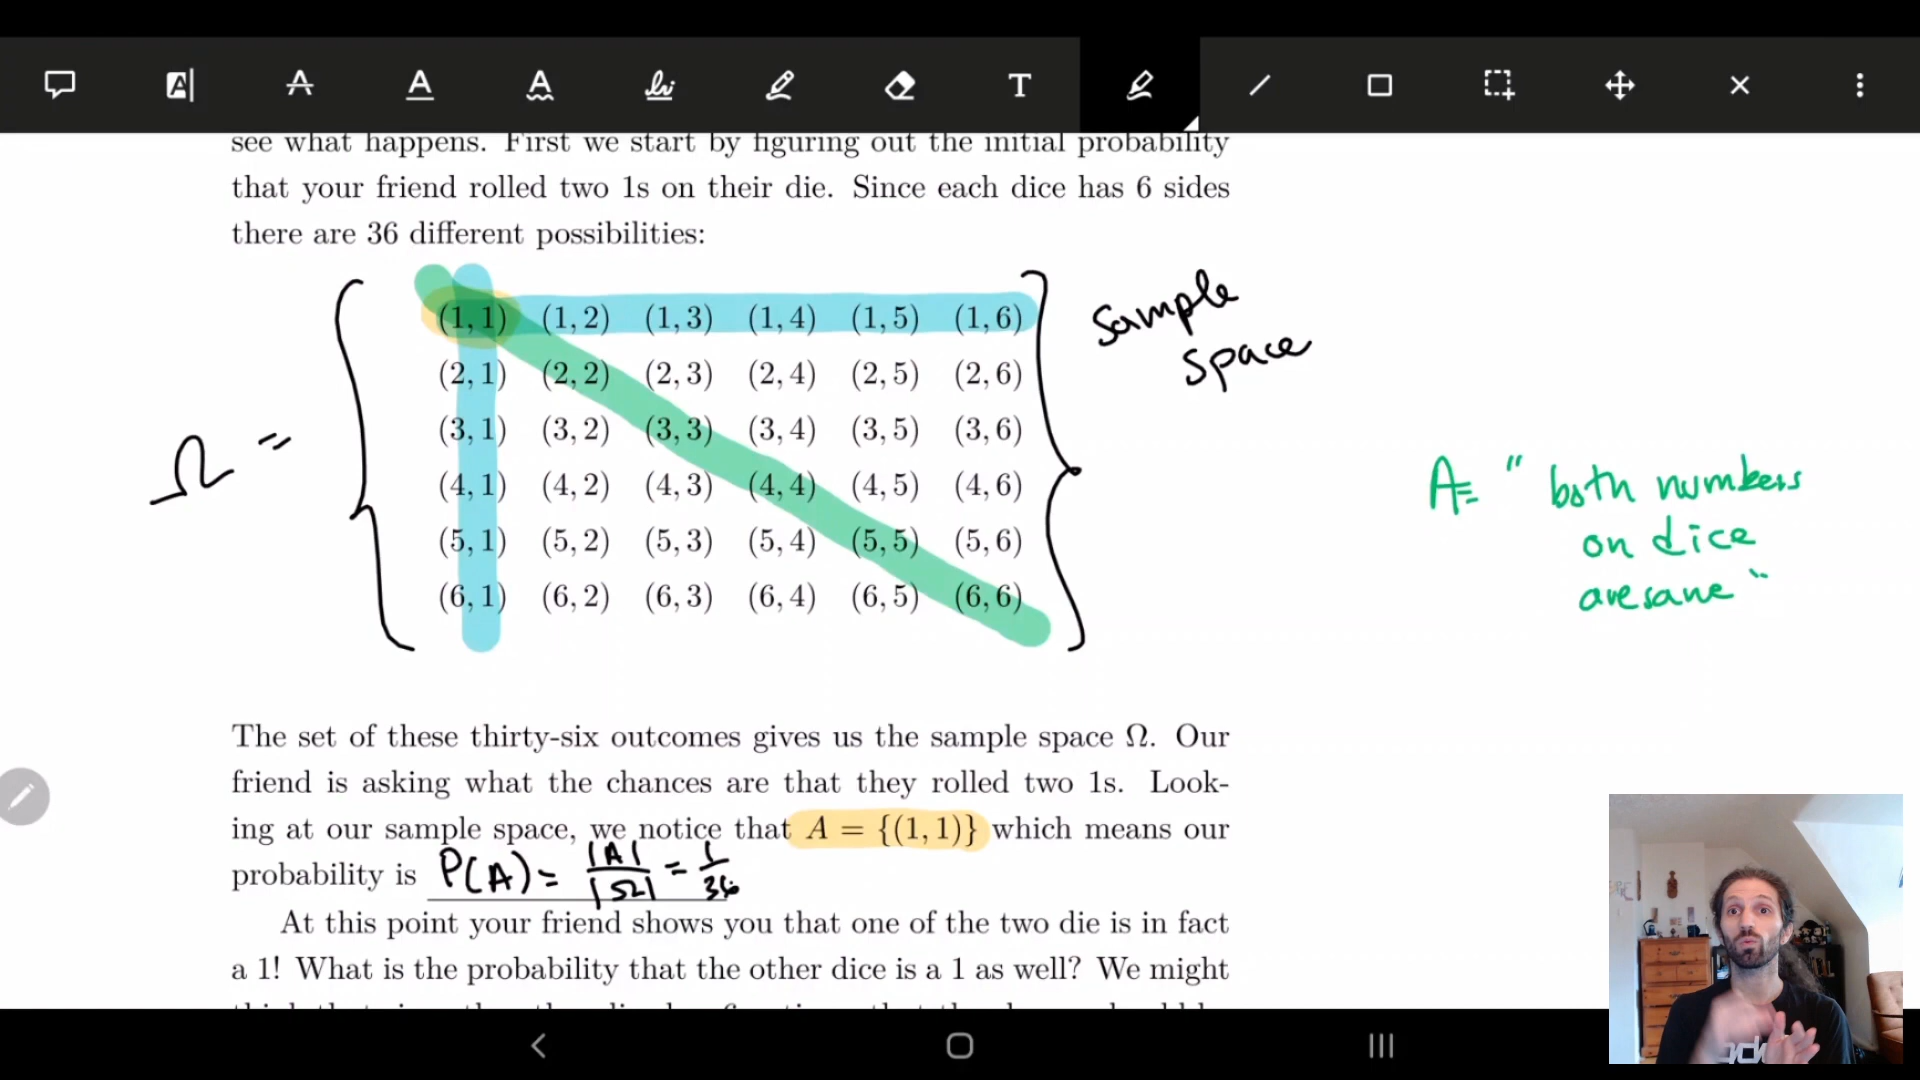 see what happens. First we start by figuring out the initial probability
that your friend rolled two 1s on their die. Since each dice has 6 sides
there are 36 different possibilities:
Ω = { (1, 1) (1, 2) (1, 3) (1, 4) (1, 5) (1, 6)
(2, 1) (2, 2) (2, 3) (2, 4) (2, 5) (2, 6)
(3, 1) (3, 2) (3, 3) (3, 4) (3, 5) (3, 6)
(4, 1) (4, 2) (4, 3) (4, 4) (4, 5) (4, 6)
(5, 1) (5, 2) (5, 3) (5, 4) (5, 5) (5, 6)
(6, 1) (6, 2) (6, 3) (6, 4) (6, 5) (6, 6) }
Sample
Space
A = " both numbers
on dice
are same "
The set of these thirty-six outcomes gives us the sample space Ω. Our
friend is asking what the chances are that they rolled two 1s. Look-
ing at our sample space, we notice that A = {(1, 1)} which means our
probability is P(A) = |A| / |Ω| = 1/36
At this point your friend shows you that one of the two die is in fact
a 1! What is the probability that the other dice is a 1 as well? We might